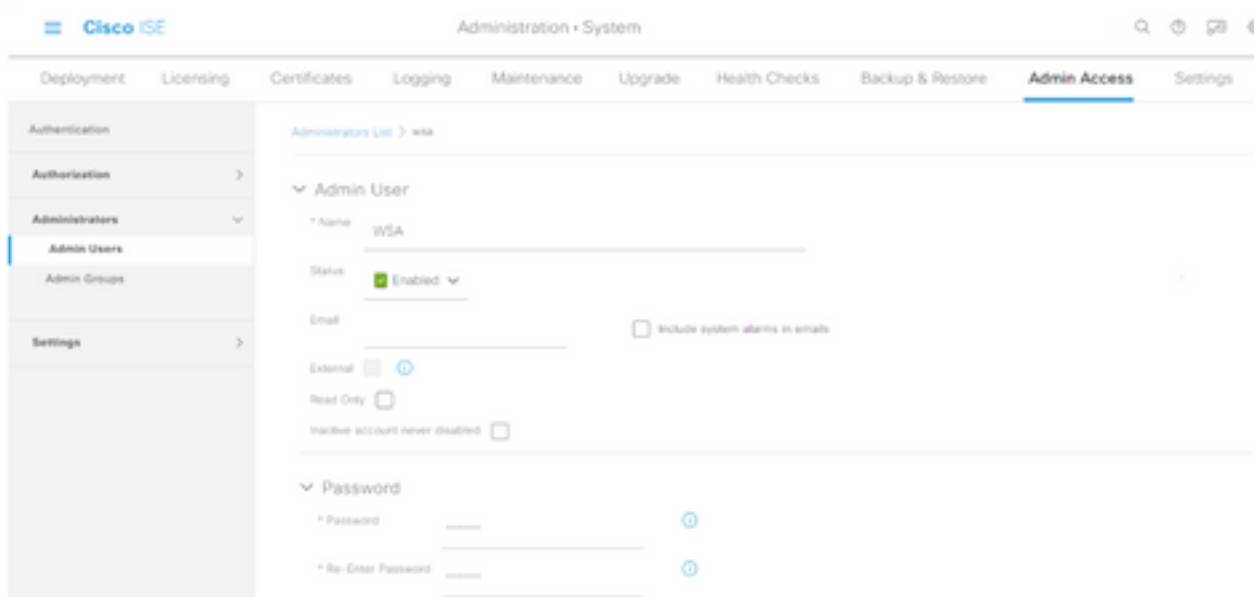 Cisco ISE
Administration • System
Deployment Licensing Certificates Logging Maintenance Upgrade Health Checks Backup & Restore Admin Access Settings
Authentication
Authorization
Administrators
Admin Users
Admin Groups
Settings
Administrators List > wsa
Admin User
* Name
WSA
Status
Enabled
Email
Include system alarms in emails
External
Read Only
Inactive account never disabled
Password
* Password
* Re-Enter Password